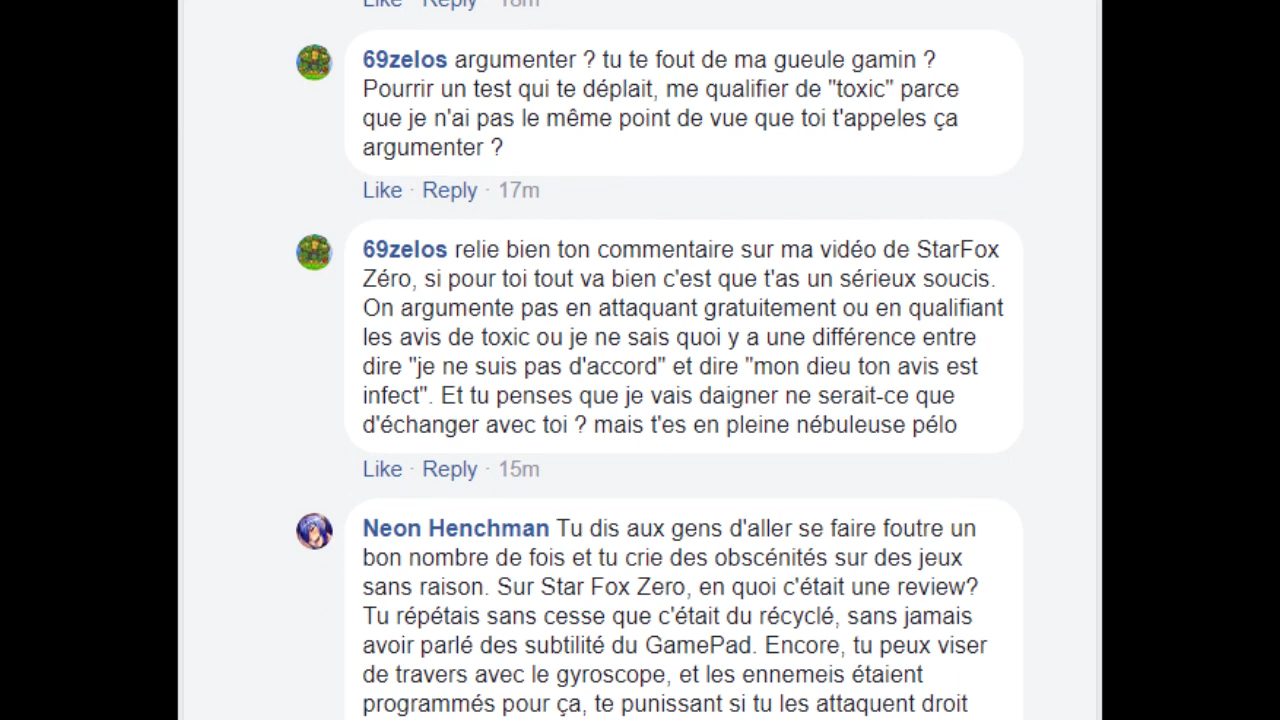 Like · Reply · 18m
69zelos argumenter ? tu te fout de ma gueule gamin ?
Pourrir un test qui te déplait, me qualifier de "toxic" parce
que je n'ai pas le même point de vue que toi t'appeles ça
argumenter ?
Like · Reply · 17m
69zelos relie bien ton commentaire sur ma vidéo de StarFox
Zéro, si pour toi tout va bien c'est que t'as un sérieux soucis.
On argumente pas en attaquant gratuitement ou en qualifiant
les avis de toxic ou je ne sais quoi y a une différence entre
dire "je ne suis pas d'accord" et dire "mon dieu ton avis est
infect". Et tu penses que je vais daigner ne serait-ce que
d'échanger avec toi ? mais t'es en pleine nébuleuse pélo
Like · Reply · 15m
Neon Henchman Tu dis aux gens d'aller se faire foutre un
bon nombre de fois et tu crie des obscénités sur des jeux
sans raison. Sur Star Fox Zero, en quoi c'était une review?
Tu répétais sans cesse que c'était du récyclé, sans jamais
avoir parlé des subtilité du GamePad. Encore, tu peux viser
de travers avec le gyroscope, et les ennemeis étaient
programmés pour ça, te punissant si tu les attaquent droit